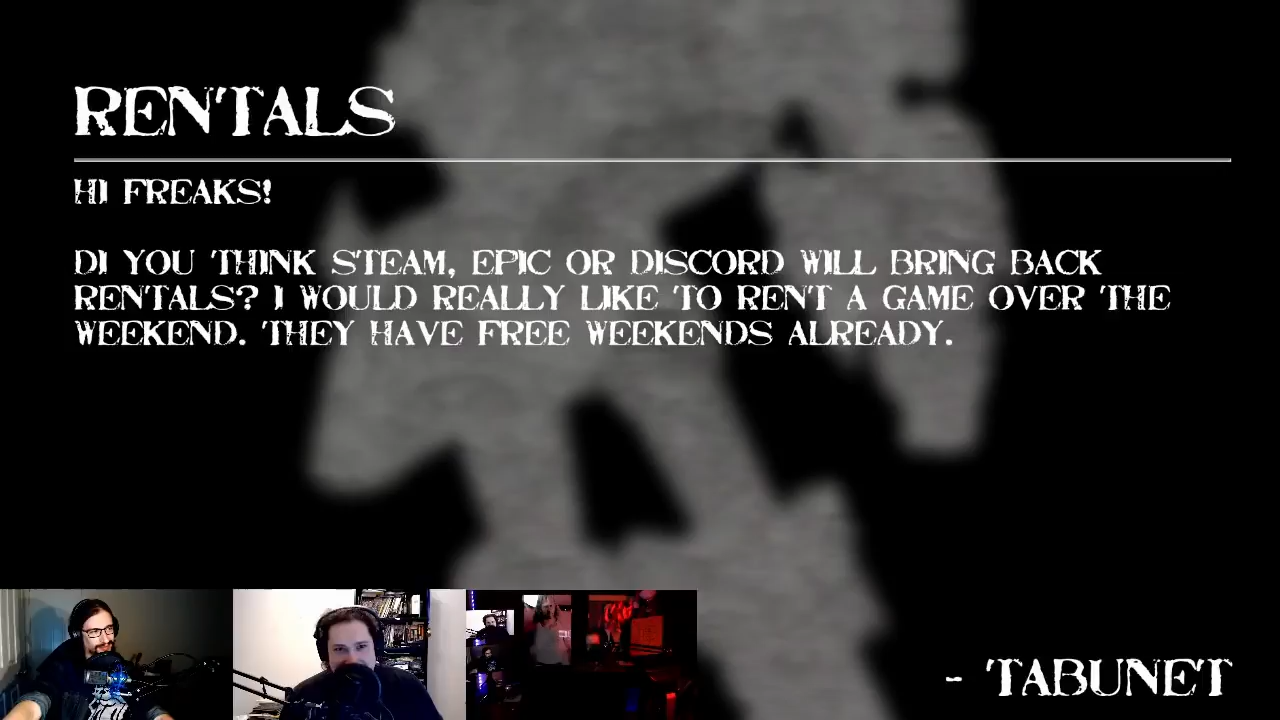 RENTALS
HI FREAKS!
DI YOU THINK STEAM, EPIC OR DISCORD WILL BRING BACK
RENTALS? I WOULD REALLY LIKE TO RENT A GAME OVER THE
WEEKEND. THEY HAVE FREE WEEKENDS ALREADY.
- TABUNET